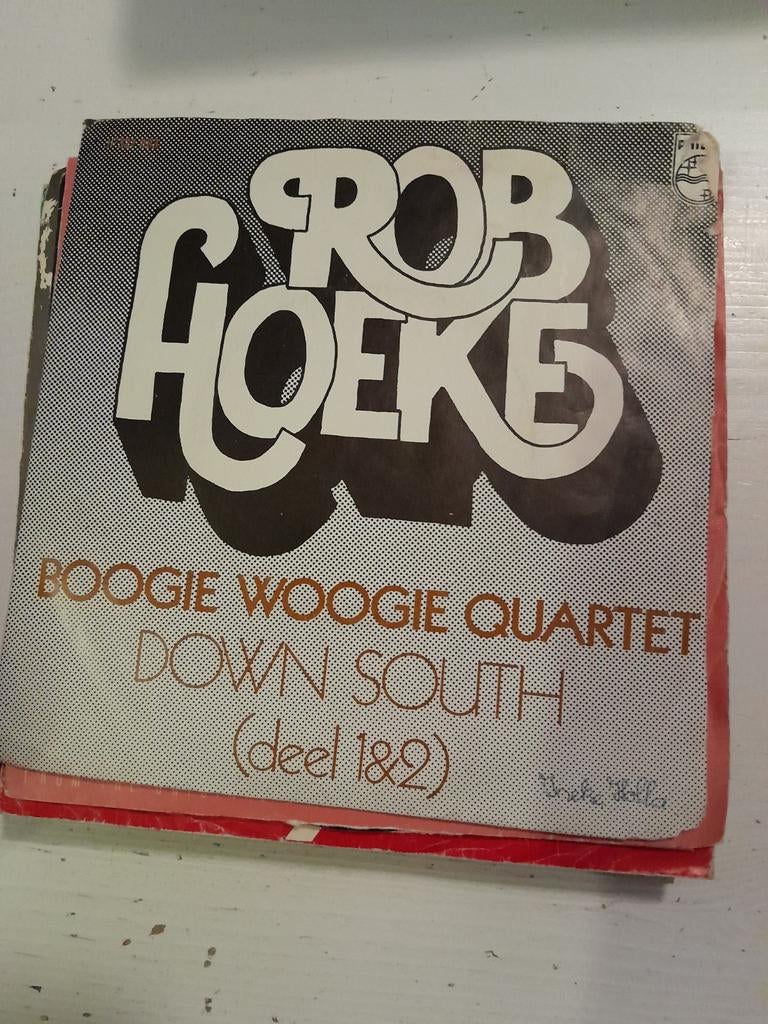 ROB
HOEKE
BOOGIE WOOGIE QUARTET
DOWN SOUTH
(deel 1&2)